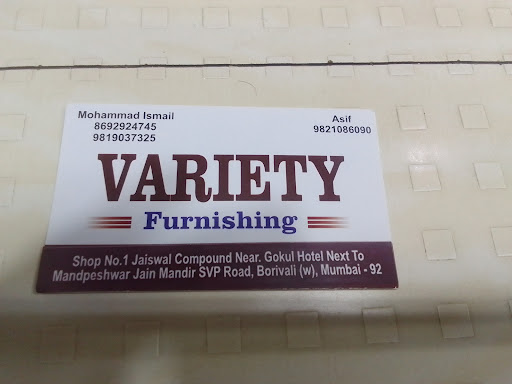 Mohammad Ismail
8692924745
9819037325
Asif
9821086090
VARIETY
Furnishing
Shop No.1 Jaiswal Compound Near. Gokul Hotel Next To
Mandpeshwar Jain Mandir SVP Road, Borivali (w), Mumbai - 92